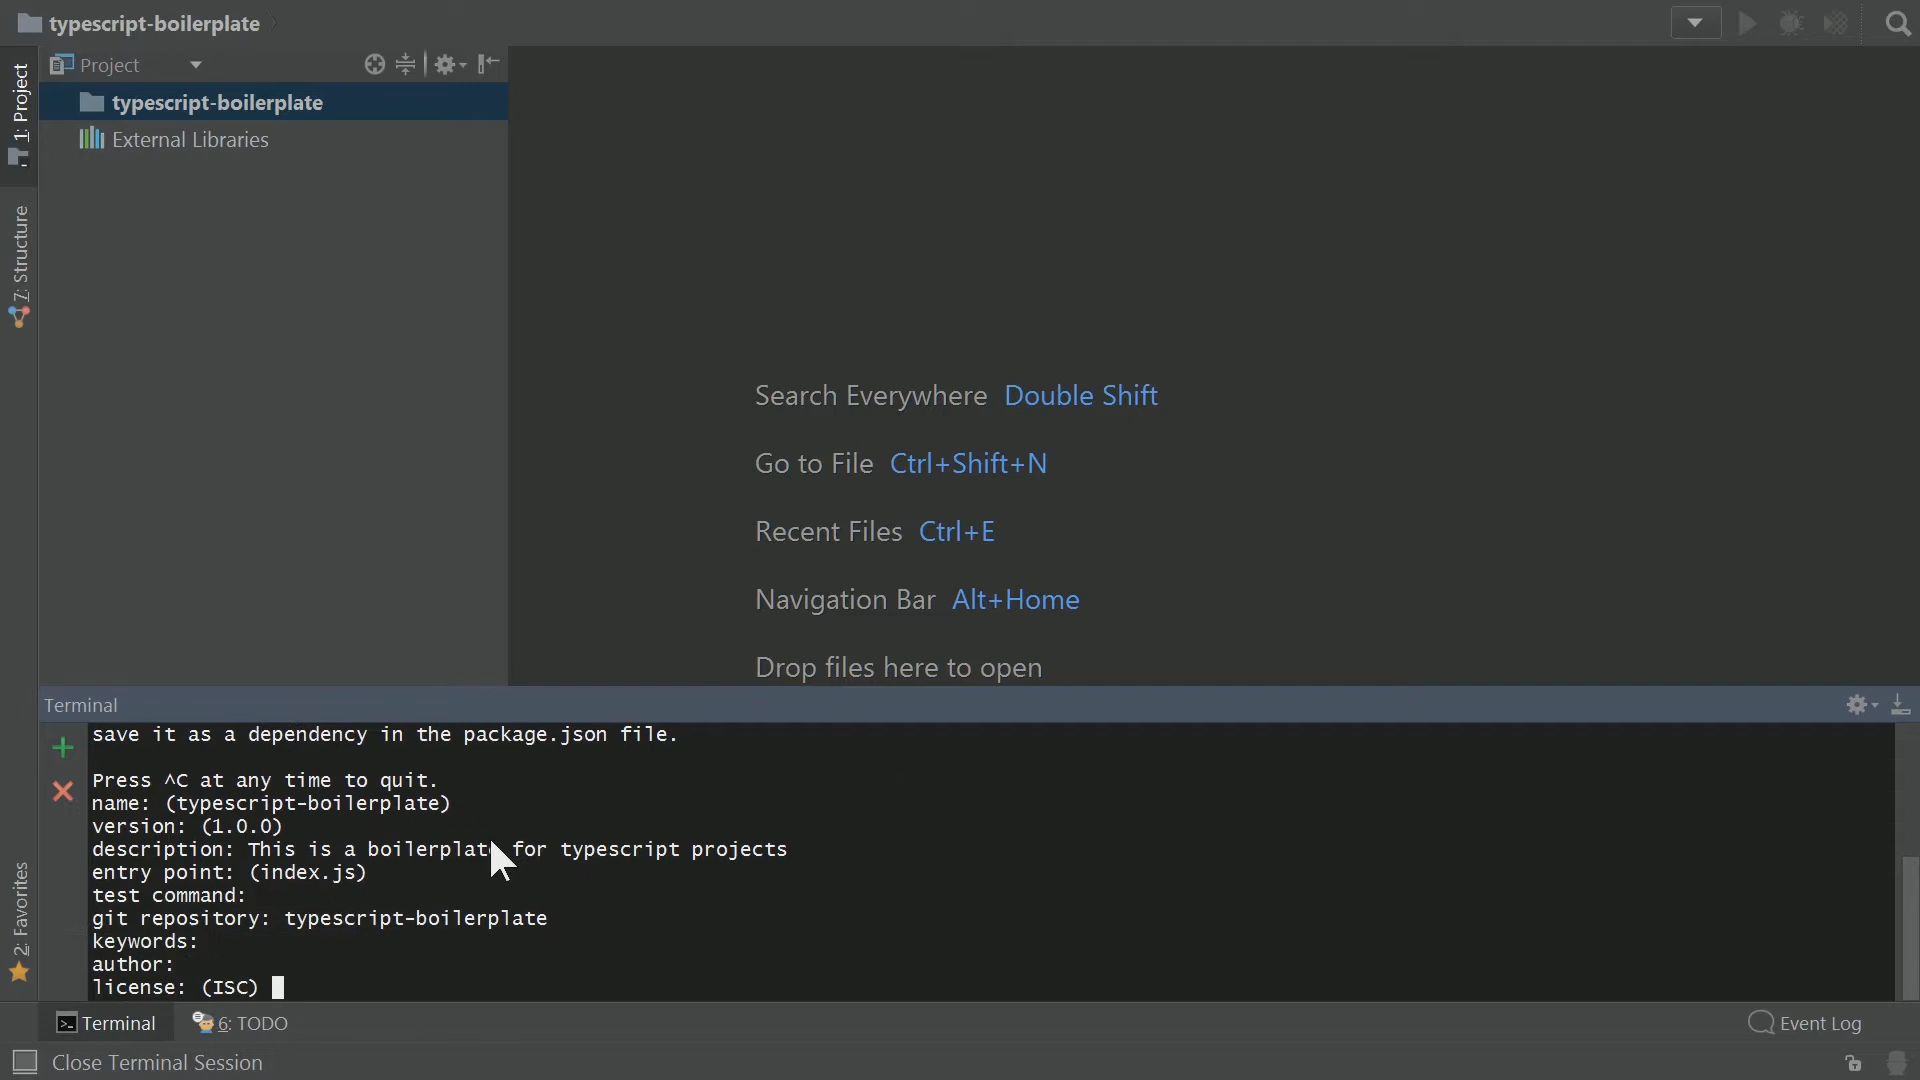 typescript-boilerplate
1: Project
Project
typescript-boilerplate
External Libraries
7: Structure
Search Everywhere Double Shift
Go to File Ctrl+Shift+N
Recent Files Ctrl+E
Navigation Bar Alt+Home
Drop files here to open
Terminal
save it as a dependency in the package.json file.
Press ^C at any time to quit.
name: (typescript-boilerplate)
version: (1.0.0)
description: This is a boilerplate for typescript projects
entry point: (index.js)
test command:
git repository: typescript-boilerplate
keywords:
author:
license: (ISC)
2: Favorites
Terminal
6: TODO
Event Log
Close Terminal Session